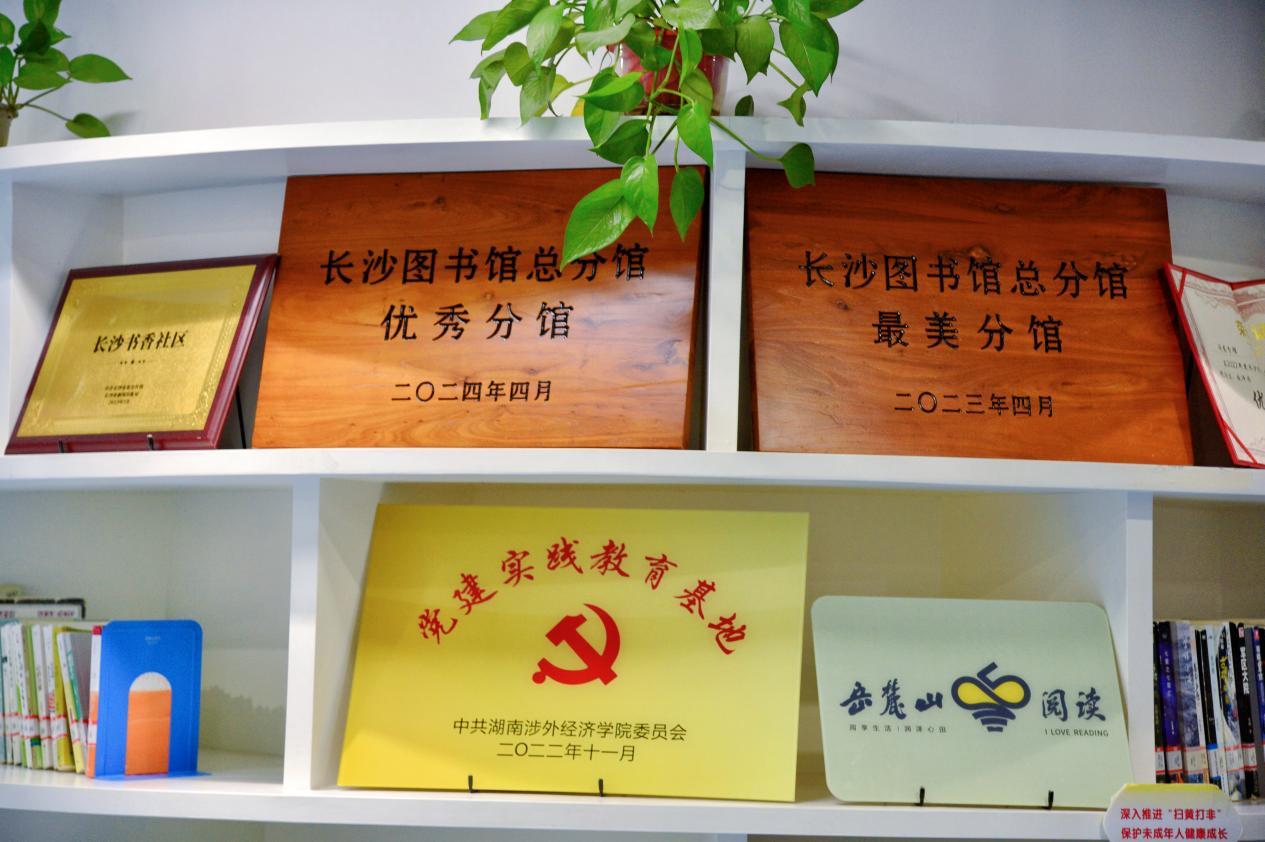 长沙书香社区
长沙图书馆总分馆
优秀分馆
二〇二四年四月
长沙图书馆总分馆
最美分馆
二〇二三年四月
党建实践教育基地
中共湖南涉外经济学院委员会
二〇二二年十一月
岳麓山
阅读
I LOVE READING
深入推进“扫黄打非”
保护未成年人健康成长